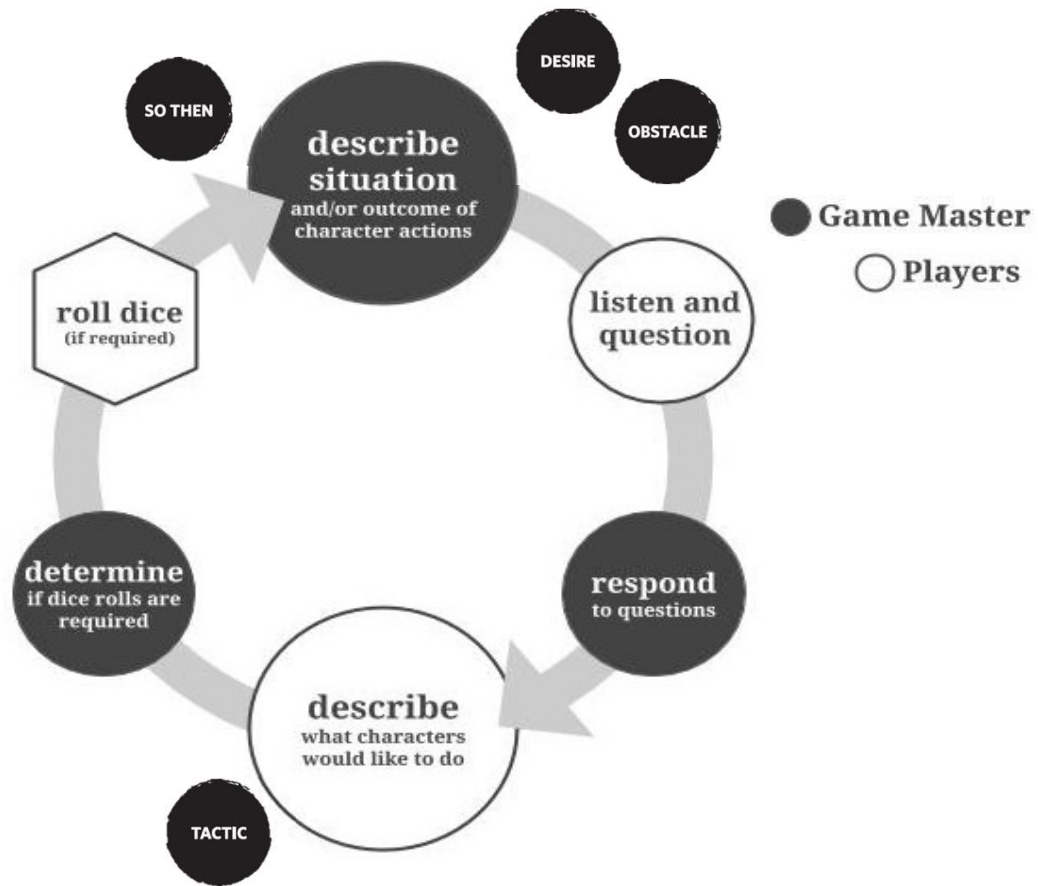 DESIRE
SO THEN
OBSTACLE
describe
situation
and/or outcome of
character actions
Game Master
Players
listen and
question
roll dice
(if required)
determine
if dice rolls are
required
respond
to questions
describe
what characters
would like to do
TACTIC